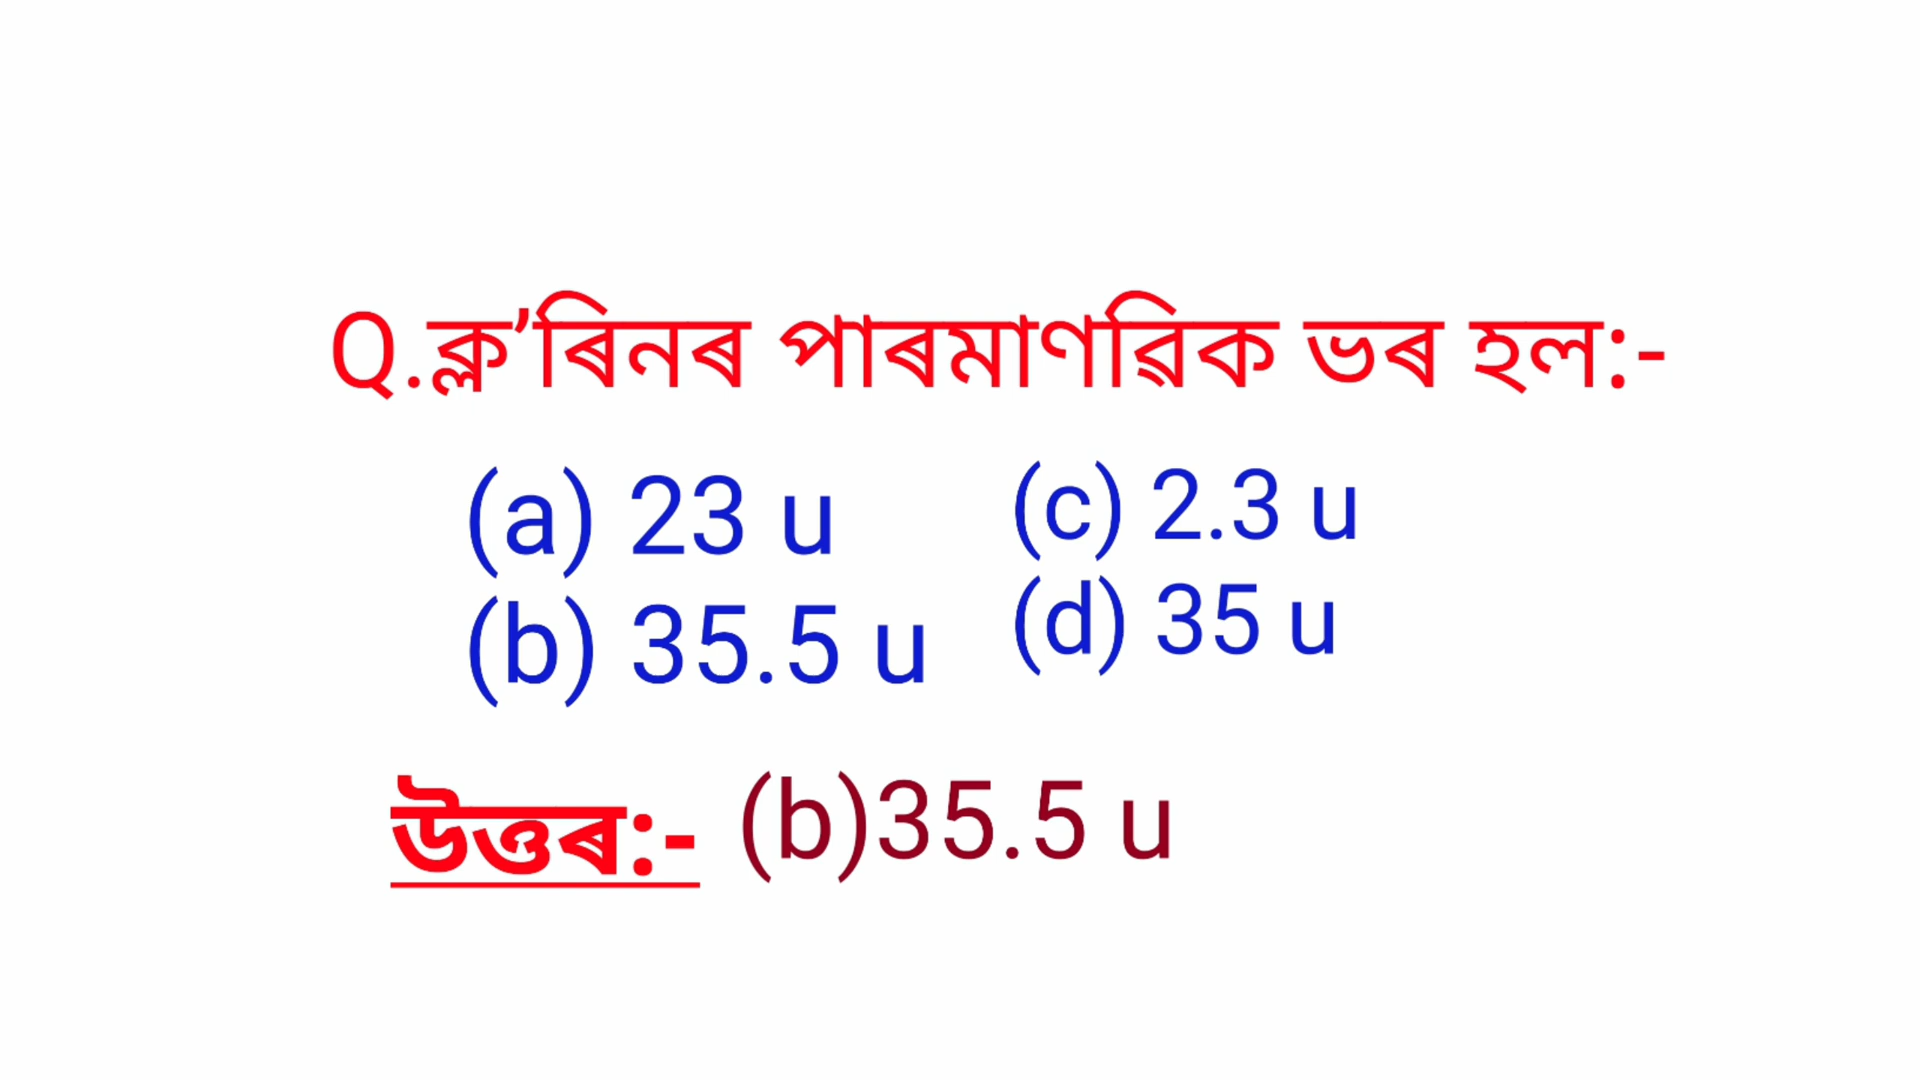 Q.ক্ল’ৰিনৰ পাৰমাণৱিক ভৰ হল:-
(a) 23 u (c) 2.3 u
(b) 35.5 u (d) 35 u
উত্তৰ:- (b)35.5 u